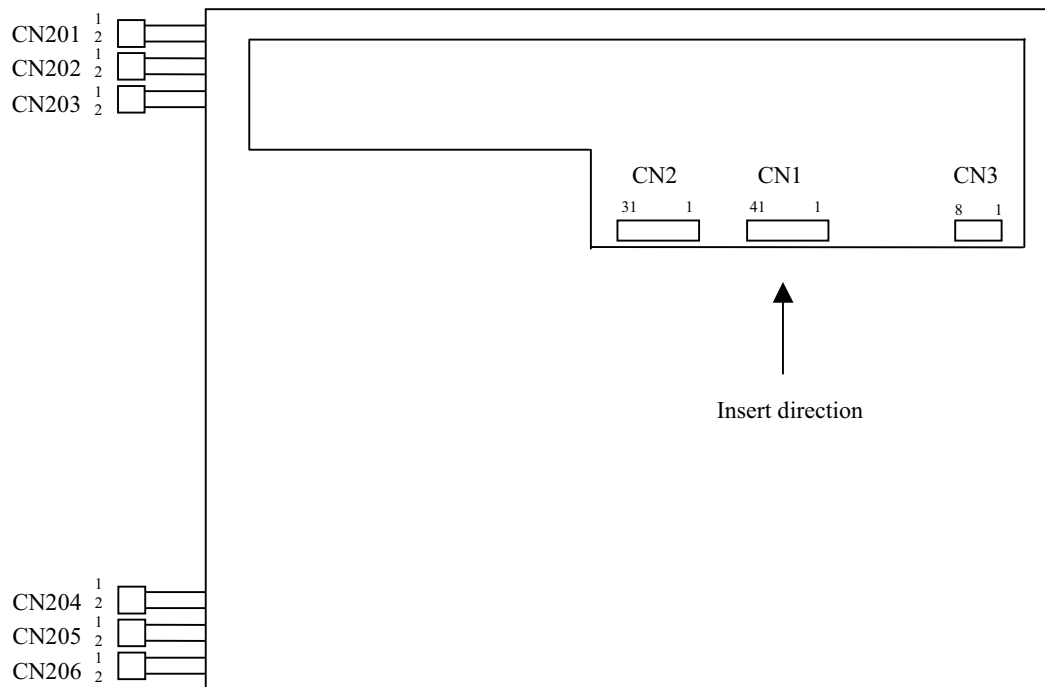 CN201 1
2
CN202 1
2
CN203 1
2
CN2 CN1 CN3
31 1 41 1 8 1
Insert direction
CN204 1
2
CN205 1
2
CN206 1
2